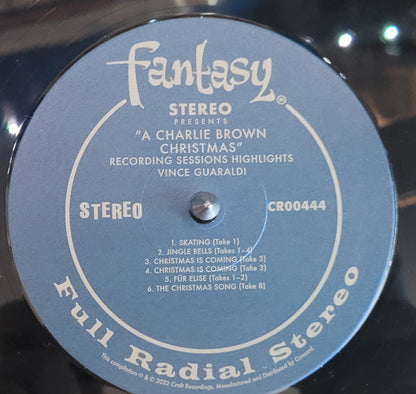 fantasy®
STEREO
PRESENTS
"A CHARLIE BROWN
CHRISTMAS"
RECORDING SESSIONS HIGHLIGHTS
VINCE GUARALDI
STEREO
CR00444
1. SKATING (Take 1)
2. JINGLE BELLS (Takes 1–4)
3. CHRISTMAS IS COMING (Take 3)
4. CHRISTMAS IS COMING (Take 3)
5. FÜR ELISE (Takes 1–2)
6. THE CHRISTMAS SONG (Take 8)
Full Radial Stereo
This compilation ℗ & © 2022 Craft Recordings. Manufactured and Distributed by Concord.